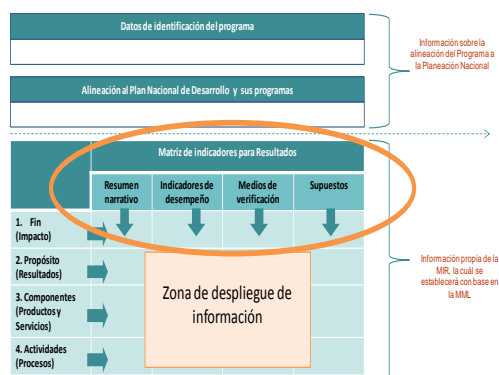 Datos de identificación del programa
Información sobre la
alineación del Programa a
la Planeación Nacional
Alineación al Plan Nacional de Desarrollo y sus programas
Matriz de indicadores para Resultados
Resumen
narrativo
Indicadores de
desempeño
Medios de
verificación
Supuestos
1. Fin
(Impacto)
2. Propósito
(Resultados)
3. Componentes
(Productos y
Servicios)
4. Actividades
(Procesos)
Zona de despliegue de
información
Información propia de la
MIR, la cuál se
establecerá con base en
la MML